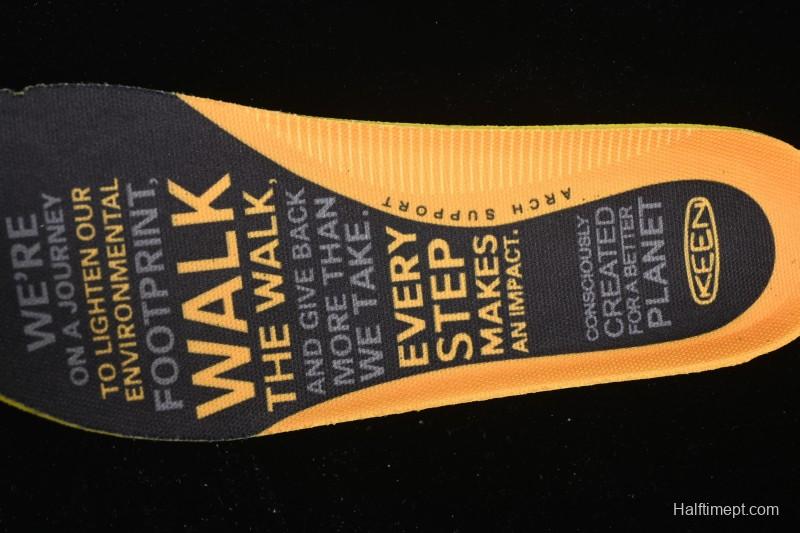 WE'RE
ON A JOURNEY
TO LIGHTEN OUR
ENVIRONMENTAL
FOOTPRINT,
WALK
THE WALK,
AND GIVE BACK
MORE THAN
WE TAKE.
EVERY
STEP
MAKES
AN IMPACT.
ARCH SUPPORT
CONSCIOUSLY
CREATED
FOR A BETTER
PLANET
KEEN
Halftimept.com